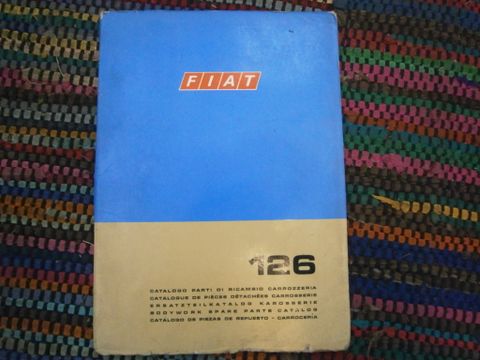 FIAT
126
CATALOGO PARTI DI RICAMBIO CARROZZERIA
CATALOGUE DE PIÈCES DÉTACHÉES CARROSSERIE
ERSATZTEILKATALOG KAROSSERIE
BODYWORK SPARE PARTS CATALOG
CATÁLOGO DE PIEZAS DE REPUESTO - CARROCERIA